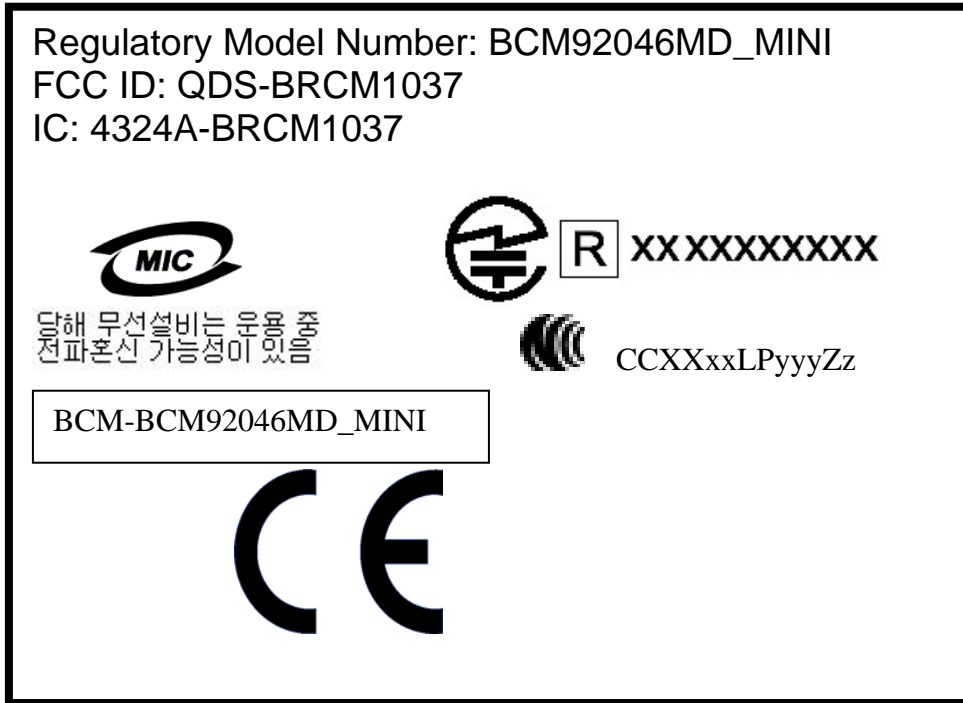 Regulatory Model Number: BCM92046MD_MINI
FCC ID: QDS-BRCM1037
IC: 4324A-BRCM1037
MIC
R XXXXXXXXXX
당해 무선설비는 운용 중
전파혼신 가능성이 있음
CCXXxxLPyyyZz
BCM-BCM92046MD_MINI
CE